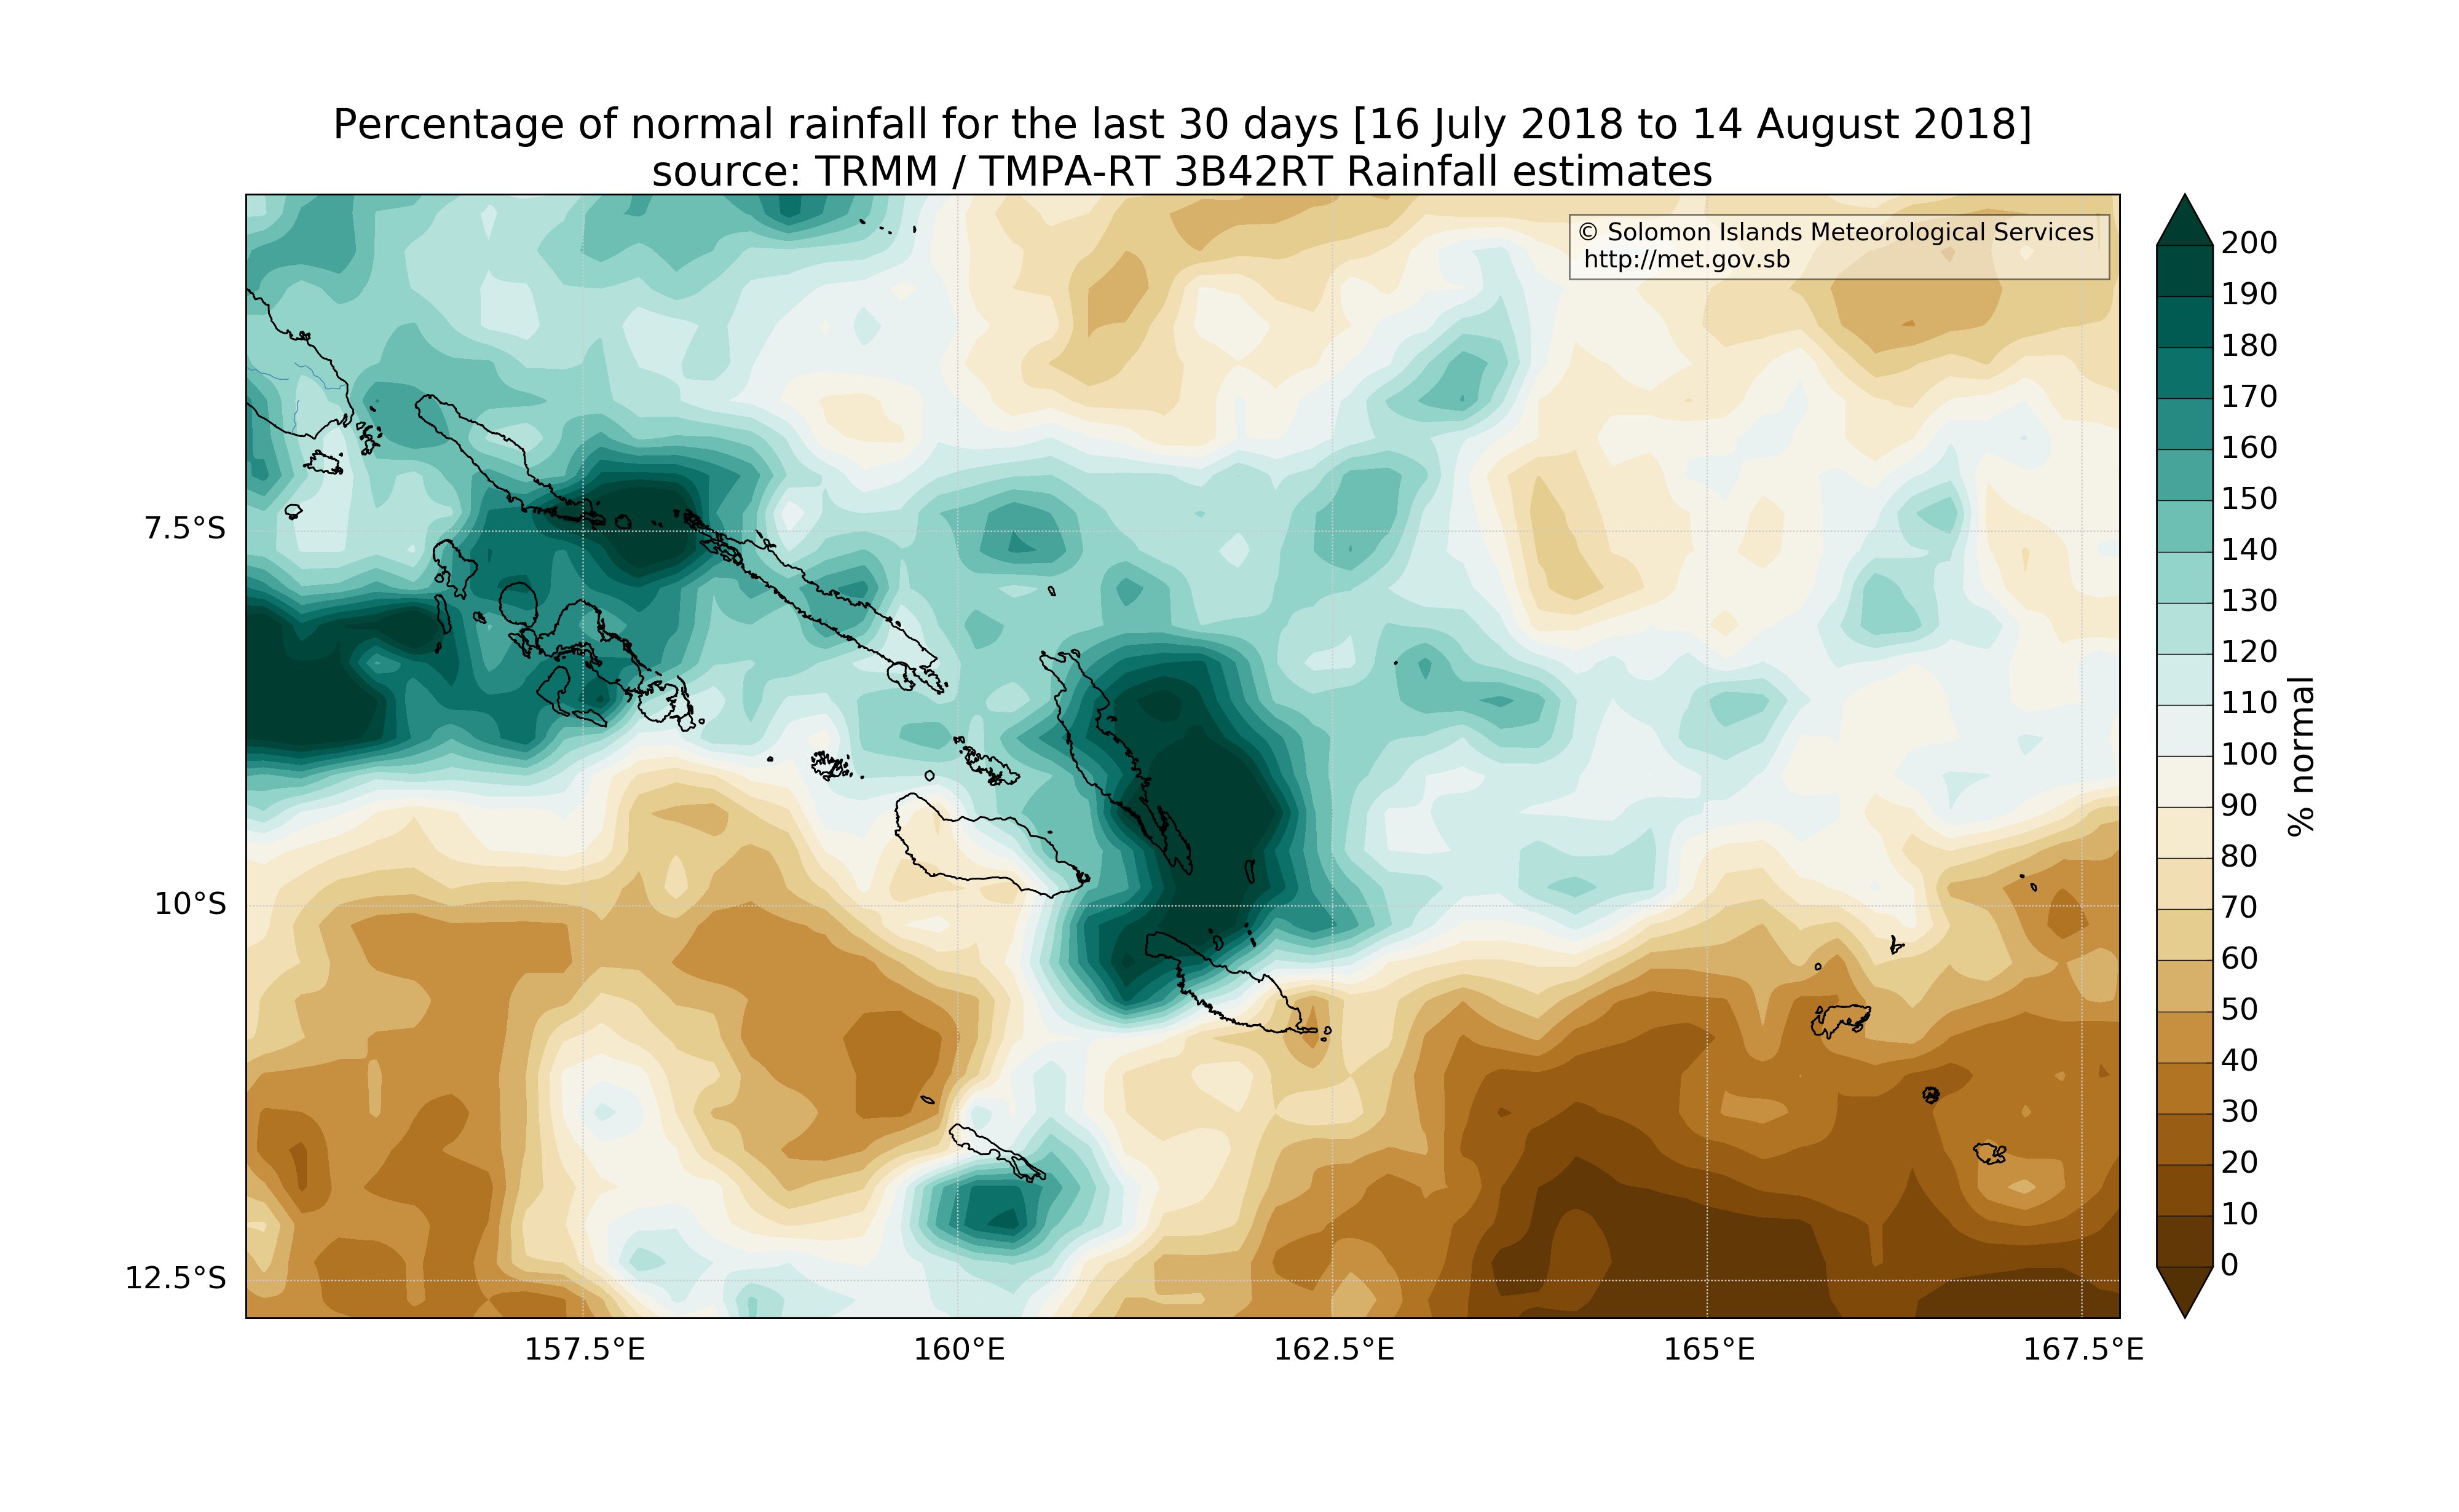 Percentage of normal rainfall for the last 30 days [16 July 2018 to 14 August 2018]
source: TRMM / TMPA-RT 3B42RT Rainfall estimates
© Solomon Islands Meteorological Services
http://met.gov.sb
7.5°S
10°S
12.5°S
157.5°E
160°E
162.5°E
165°E
167.5°E
200
190
180
170
160
150
140
130
120
110
100
90
80
70
60
50
40
30
20
10
0
% normal